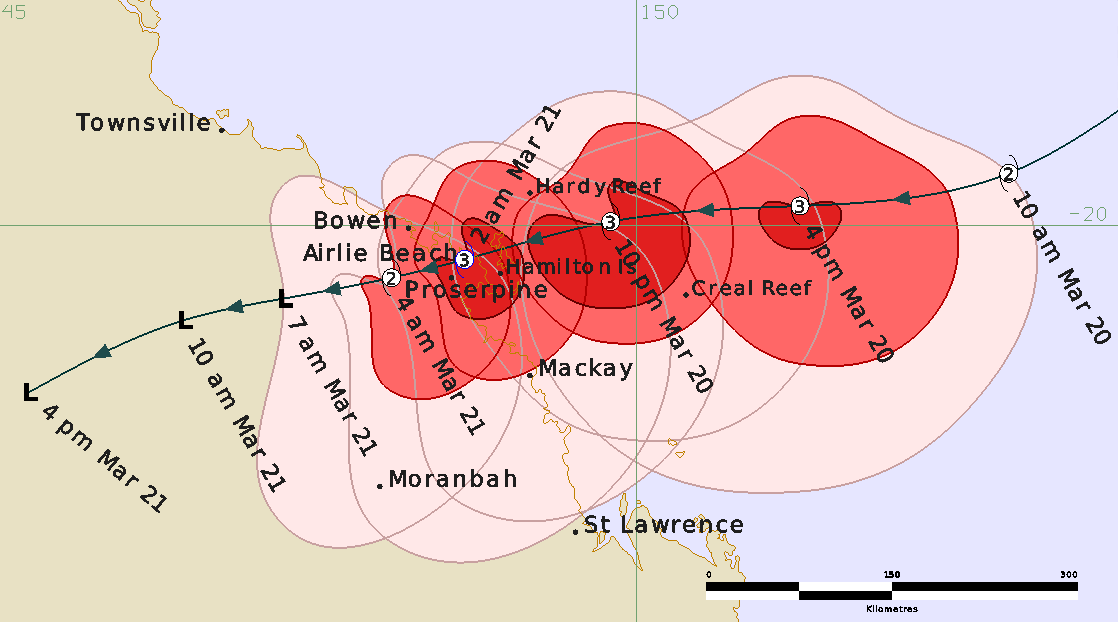 45
150
Townsville
2 am Mar 21
2
Hardy Reef
Bowen
3
3
-20
10 am Mar 20
Airlie Beach
3
Hamilton Is
4 pm Mar 20
2
Proserpine
Creal Reef
10 pm Mar 20
L
4 am Mar 21
L
7 am Mar 21
10 am Mar 21
Mackay
L
4 pm Mar 21
Moranbah
St Lawrence
0 150 300
Kilometres